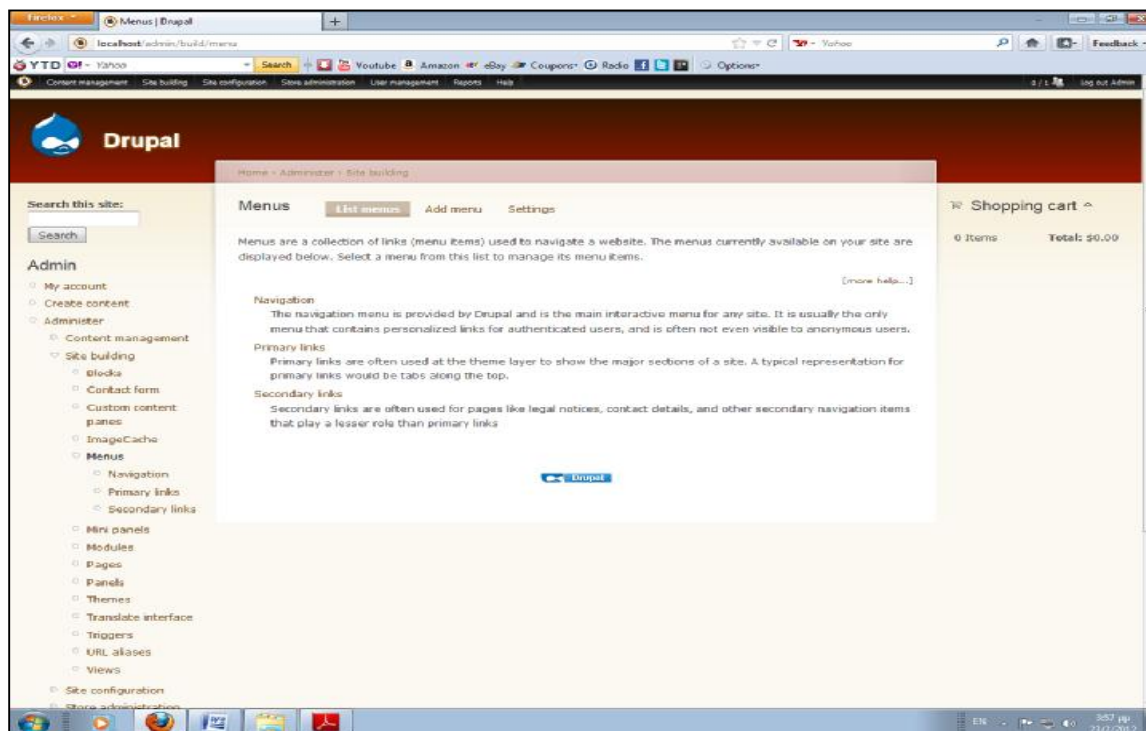 Firefox
Menus | Drupal
+
localhost/admin/build/menu
Yahoo
Feedback
YTD
Yahoo
Search
Youtube
Amazon
eBay
Coupons
Radio
Options
Content management
Site building
Site configuration
Store administration
User management
Reports
Help
Log out Admin
Drupal
Home › Administer › Site building
Search this site:
Search
Admin
My account
Create content
Administer
Content management
Site building
Blocks
Contact form
Custom content
panes
ImageCache
Menus
Navigation
Primary links
Secondary links
Mini panels
Modules
Pages
Panels
Themes
Translate interface
Triggers
URL aliases
Views
Site configuration
Store administration
Menus
List menus
Add menu
Settings
Menus are a collection of links (menu items) used to navigate a website. The menus currently available on your site are
displayed below. Select a menu from this list to manage its menu items.
[more help...]
Navigation
The navigation menu is provided by Drupal and is the main interactive menu for any site. It is usually the only
menu that contains personalized links for authenticated users, and is often not even visible to anonymous users.
Primary links
Primary links are often used at the theme layer to show the major sections of a site. A typical representation for
primary links would be tabs along the top.
Secondary links
Secondary links are often used for pages like legal notices, contact details, and other secondary navigation items
that play a lesser role than primary links
Drupal
Shopping cart
0 Items
Total: $0.00
EN
3:57 μμ